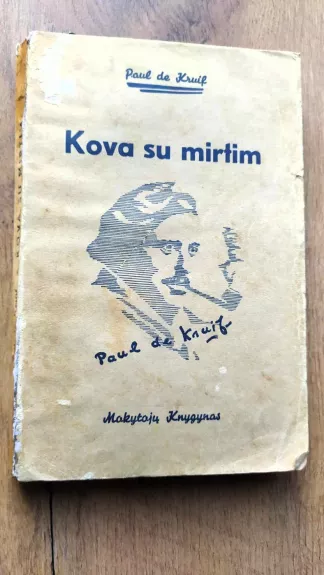 Paul de Kruif
Kova su mirtim
Paul de Kruif
Mokytojų Knygynas